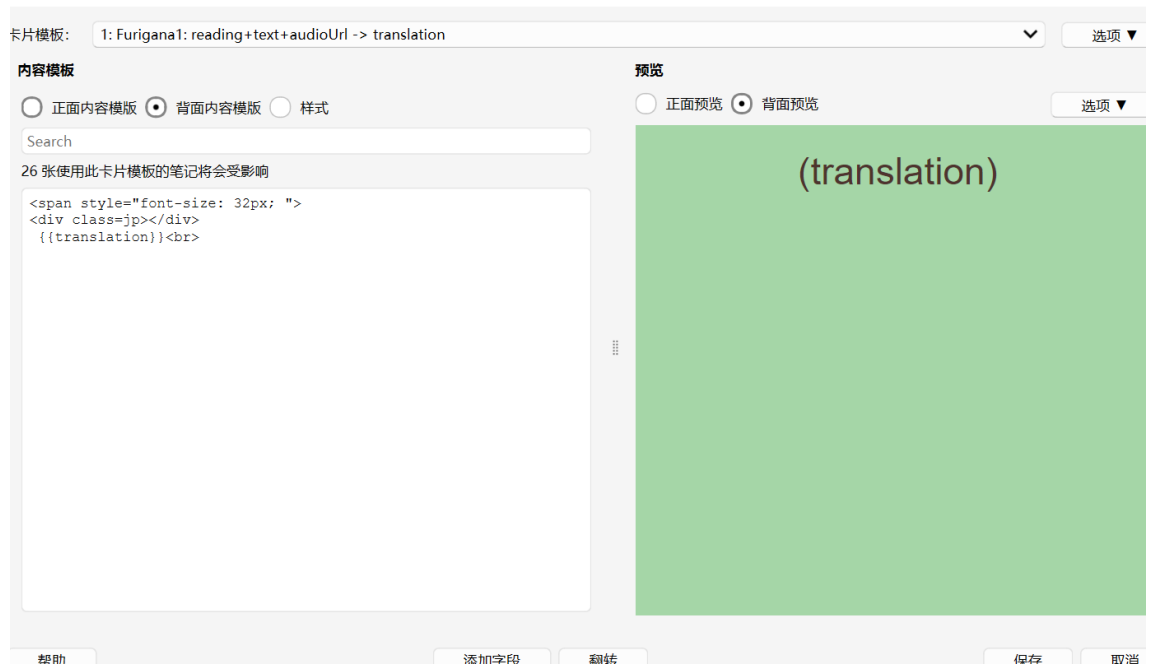 卡片模板: 1: Furigana1: reading+text+audioUrl -> translation 选项 ▼
内容模板
正面内容模版 背面内容模版 样式
Search
26 张使用此卡片模板的笔记将会受影响
<span style="font-size: 32px; ">
<div class=jp></div>
{{translation}}<br>
预览
正面预览 背面预览 选项 ▼
(translation)
帮助 添加字段 翻转 保存 取消